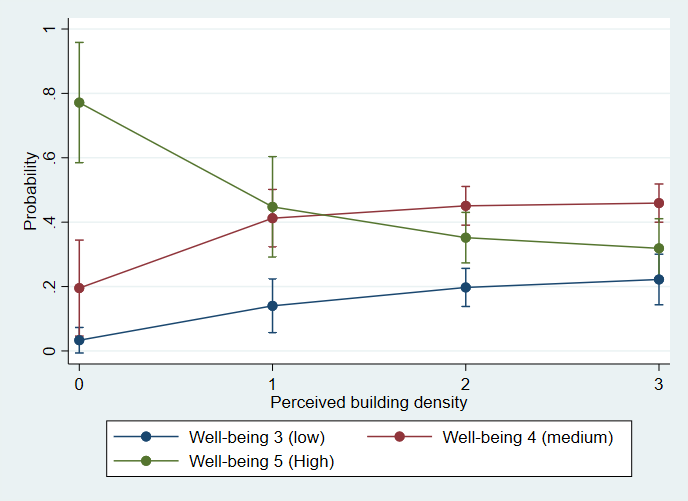 1
.8
.6
.4
.2
0
Probability
0 1 2 3
Perceived building density
Well-being 3 (low) Well-being 4 (medium)
Well-being 5 (High)